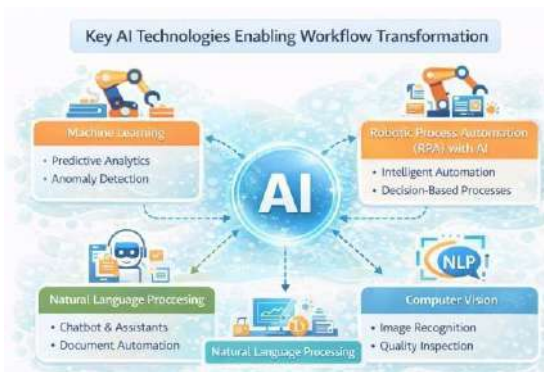 Key AI Technologies Enabling Workflow Transformation
Machine Learning
• Predictive Analytics
• Anomaly Detection
Robotic Process Automation
(RPA) with AI
• Intelligent Automation
• Decision-Based Processes
AI
Natural Language Proccesing
• Chatbot & Assistants
• Document Automation
NLP
Computer Vision
• Image Recognition
• Quality Inspection
Natural Language Processing